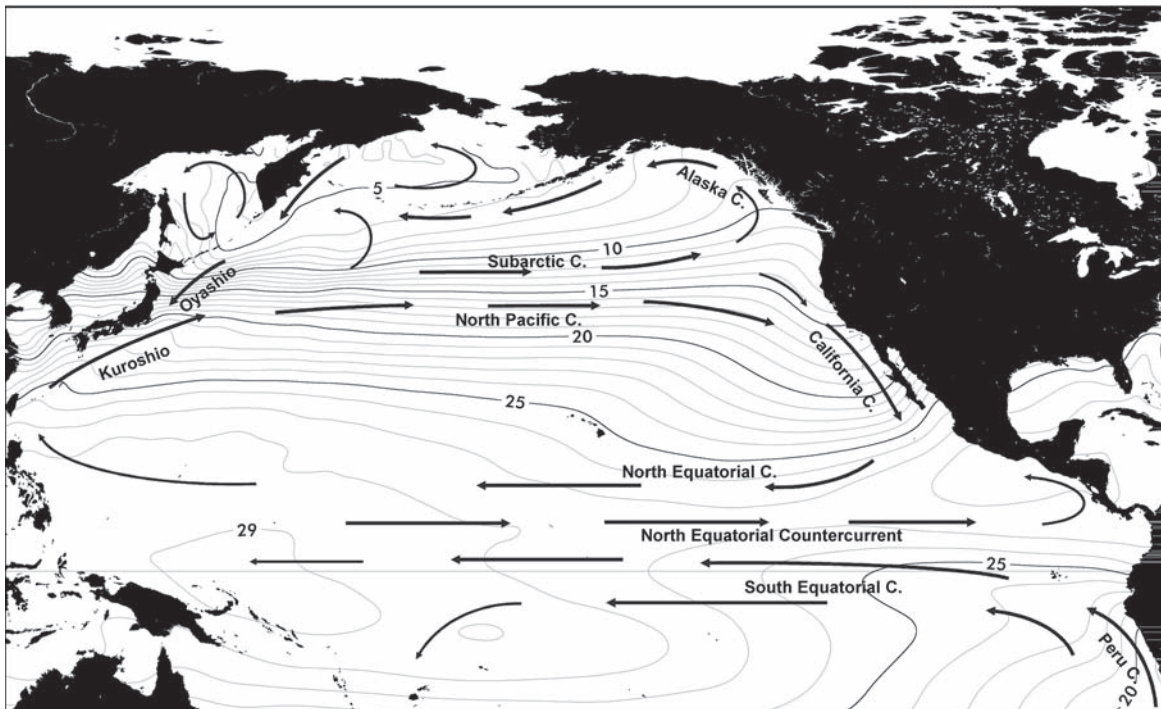 5
Alaska C.
10
Subarctic C.
Oyashio
15
North Pacific C.
20
Kuroshio
California C.
25
North Equatorial C.
29
North Equatorial Countercurrent
25
South Equatorial C.
Peru C.
20